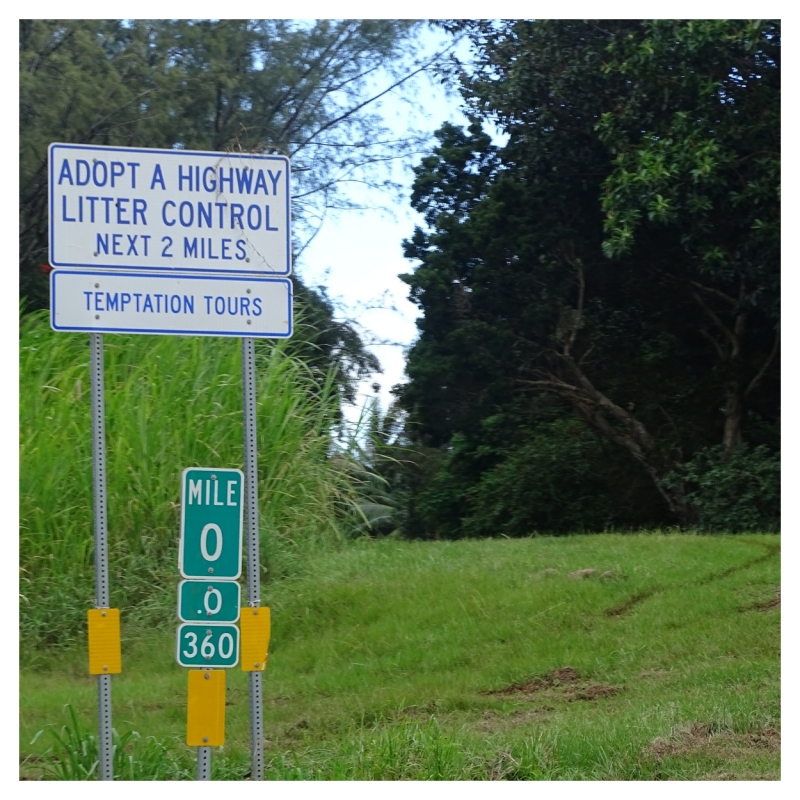 ADOPT A HIGHWAY
LITTER CONTROL
NEXT 2 MILES
TEMPTATION TOURS
MILE
0
.0
360